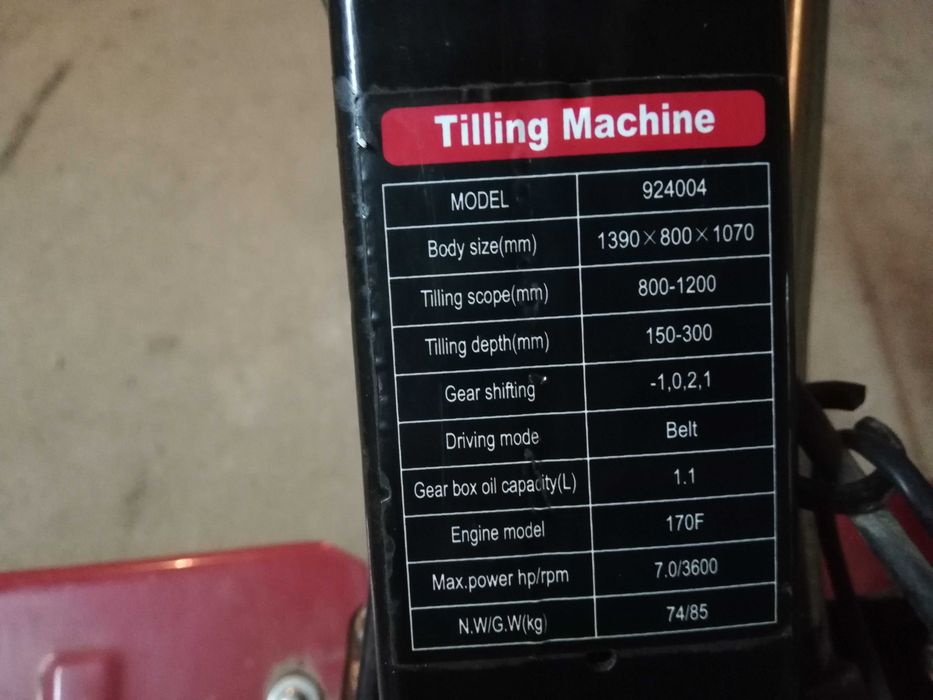 Tilling Machine
MODEL 924004
Body size(mm) 1390×800×1070
Tilling scope(mm) 800-1200
Tilling depth(mm) 150-300
Gear shifting -1,0,2,1
Driving mode Belt
Gear box oil capacity(L) 1.1
Engine model 170F
Max.power hp/rpm 7.0/3600
N.W/G.W(kg) 74/85